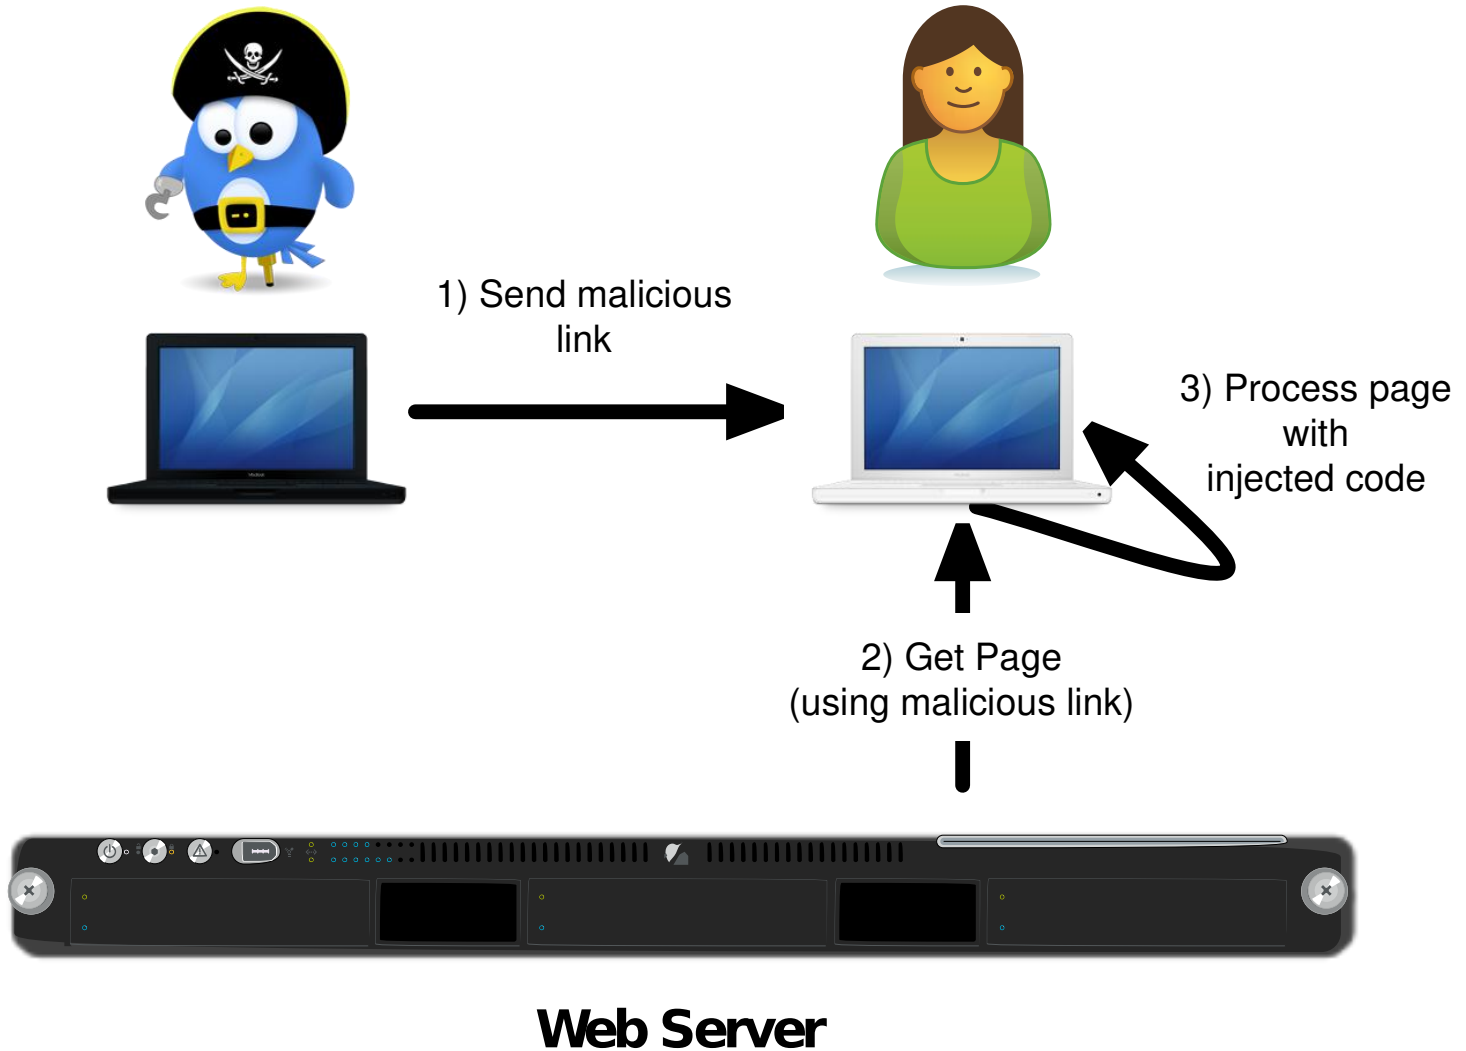 1) Send malicious
link
3) Process page
with
injected code
2) Get Page
(using malicious link)
Web Server